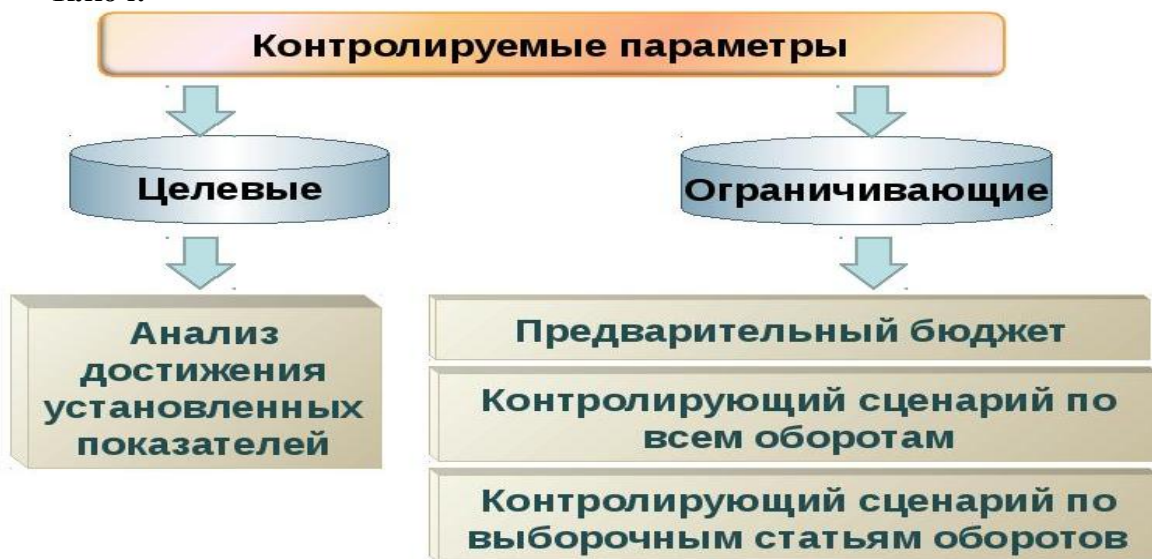 Контролируемые параметры
Целевые
Ограничивающие
Анализ
достижения
установленных
показателей
Предварительный бюджет
Контролирующий сценарий по
всем оборотам
Контролирующий сценарий по
выборочным статьям оборотов